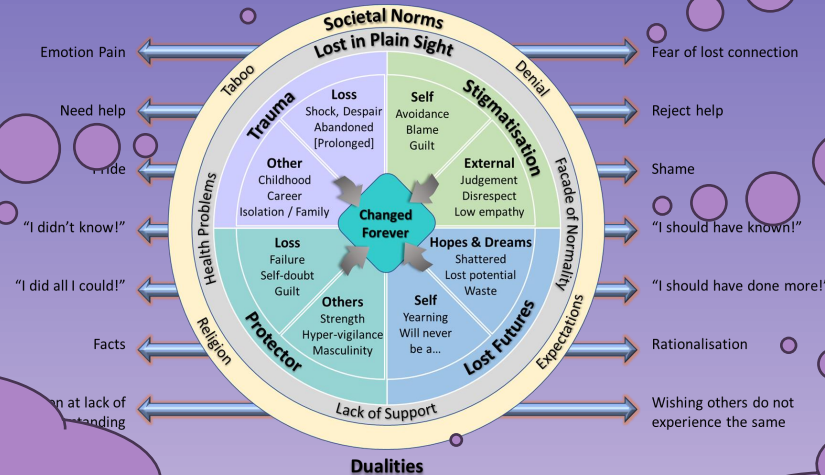 Societal Norms
Lost in Plain Sight
Taboo
Denial
Health Problems
Facade of Normality
Religion
Expectations
Lack of Support
Trauma
Loss
Shock, Despair
Abandoned
[Prolonged]
Other
Childhood
Career
Isolation / Family
Stigmatisation
Self
Avoidance
Blame
Guilt
External
Judgement
Disrespect
Low empathy
Changed
Forever
Protector
Loss
Failure
Self-doubt
Guilt
Others
Strength
Hyper-vigilance
Masculinity
Lost Futures
Hopes & Dreams
Shattered
Lost potential
Waste
Self
Yearning
Will never
be a...
Emotion Pain
Fear of lost connection
Need help
Reject help
Shame
“I didn’t know!”
“I should have known!”
“I did all I could!”
“I should have done more!”
Facts
Rationalisation
at lack of
Wishing others do not
experience the same
Dualities